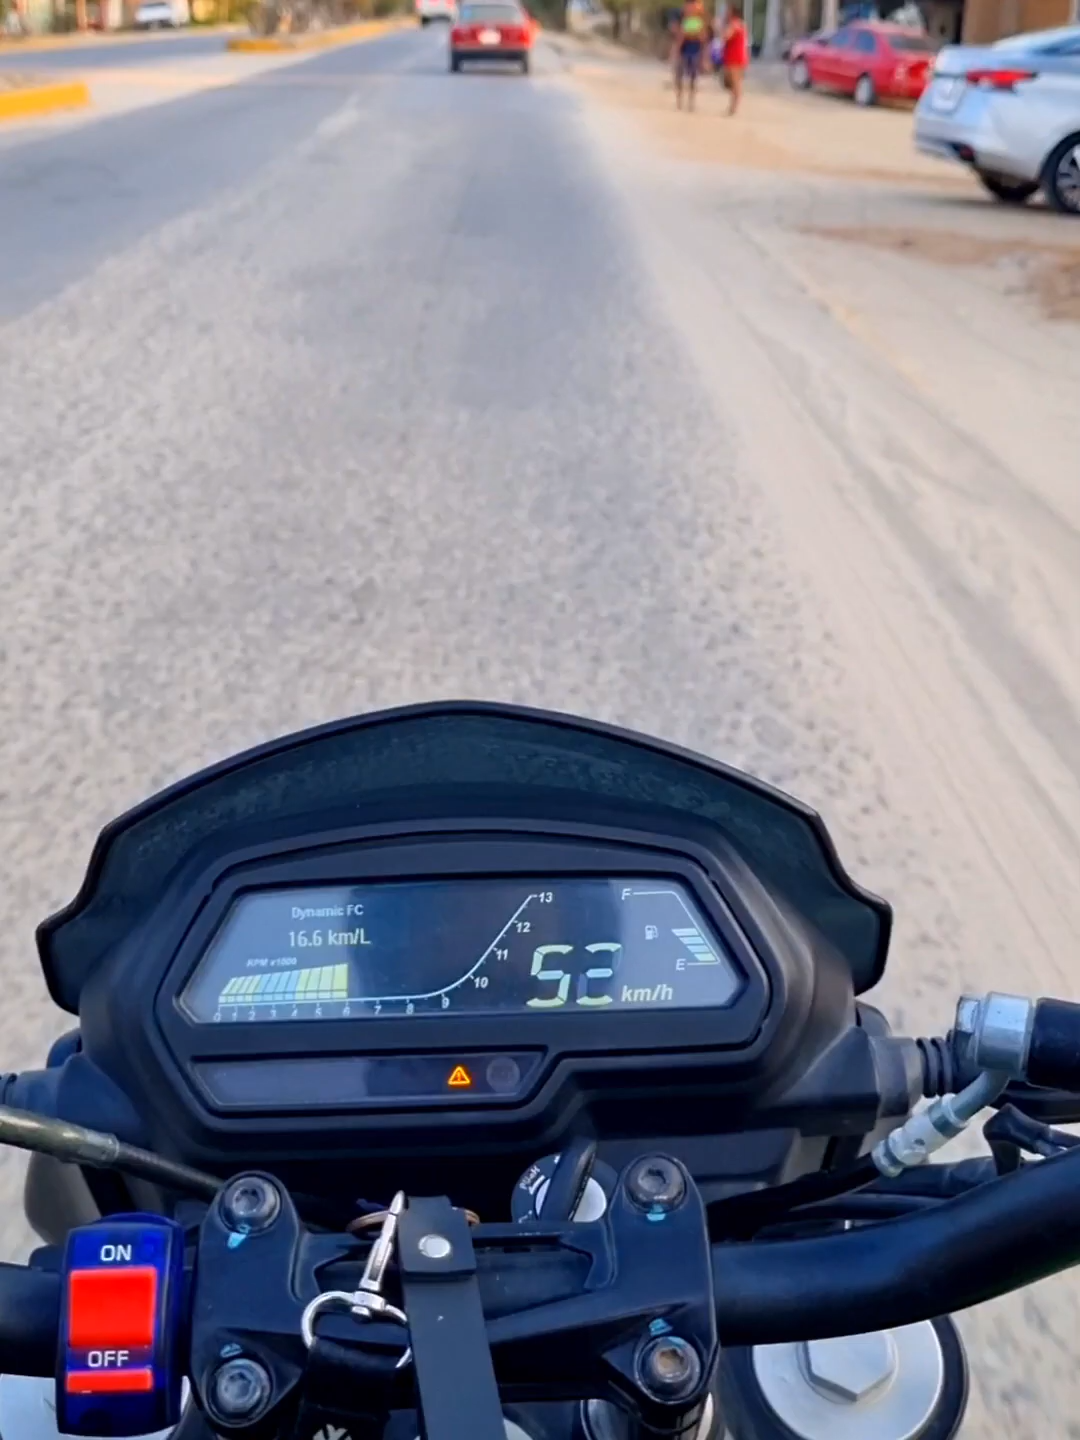 Dynamic FC
16.6 km/L
RPM x1000
0 1 2 3 4 5 6 7 8 9 10 11 12 13
52 km/h
F
E
PUSH
ON
OFF